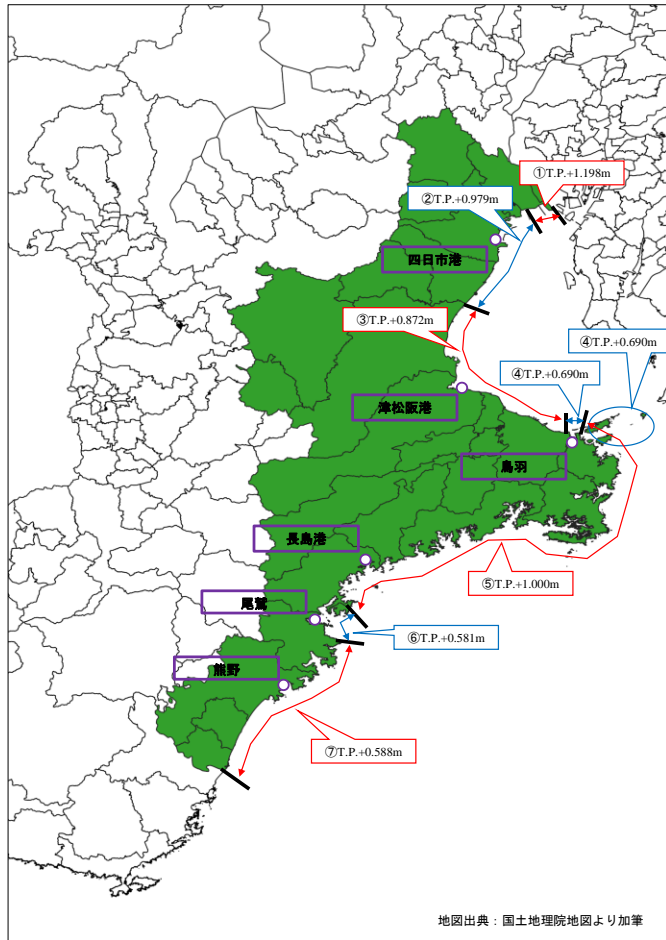 ①T.P.+1.198m
②T.P.+0.979m
四日市港
③T.P.+0.872m
④T.P.+0.690m
④T.P.+0.690m
津松阪港
鳥羽
長島港
⑤T.P.+1.000m
尾鷲
⑥T.P.+0.581m
熊野
⑦T.P.+0.588m
地図出典：国土地理院地図より加筆